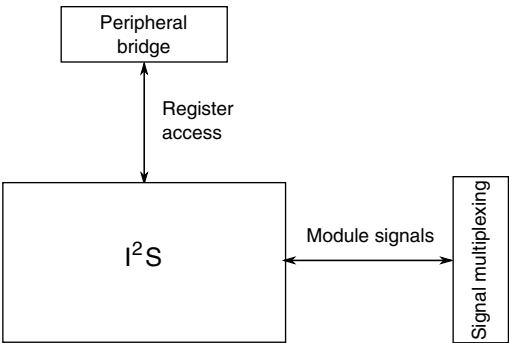 Peripheral
bridge
Register
access
I²S
Module signals
Signal multiplexing